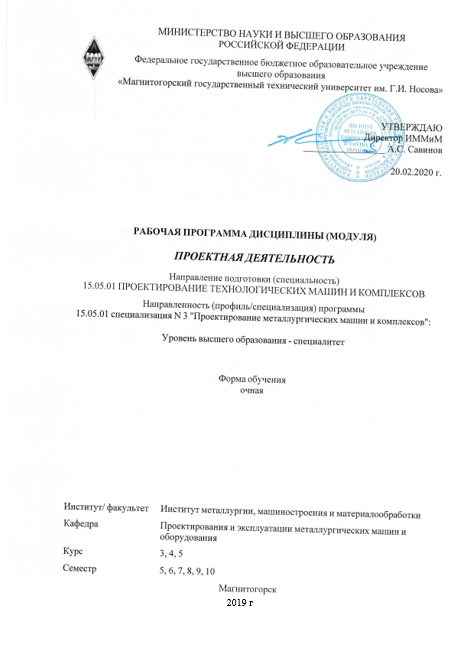 МИНИСТЕРСТВО НАУКИ И ВЫСШЕГО ОБРАЗОВАНИЯ
РОССИЙСКОЙ ФЕДЕРАЦИИ
Федеральное государственное бюджетное образовательное учреждение
высшего образования
«Магнитогорский государственный технический университет им. Г.И. Носова»
УТВЕРЖДАЮ
Директор ИММиМ
А.С. Савинов
20.02.2020 г.
РАБОЧАЯ ПРОГРАММА ДИСЦИПЛИНЫ (МОДУЛЯ)
ПРОЕКТНАЯ ДЕЯТЕЛЬНОСТЬ
Направление подготовки (специальность)
15.05.01 ПРОЕКТИРОВАНИЕ ТЕХНОЛОГИЧЕСКИХ МАШИН И КОМПЛЕКСОВ
Направленность (профиль/специализация) программы
15.05.01 специализация N 3 "Проектирование металлургических машин и комплексов":
Уровень высшего образования - специалитет
Форма обучения
очная
Институт/ факультет Институт металлургии, машиностроения и материалообработки
Кафедра Проектирования и эксплуатации металлургических машин и
оборудования
Курс 3, 4, 5
Семестр 5, 6, 7, 8, 9, 10
Магнитогорск
2019 г